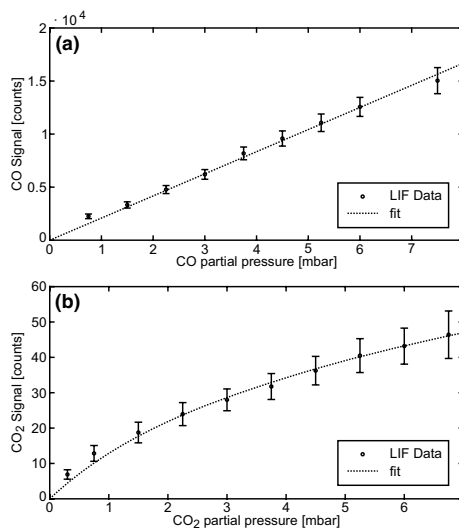 · 10⁴
2
(a)
1.5
1
0.5
0
CO Signal [counts]
LIF Data
fit
0 1 2 3 4 5 6 7
CO partial pressure [mbar]
60
(b)
50
40
30
20
10
0
CO₂ Signal [counts]
LIF Data
fit
0 1 2 3 4 5 6
CO₂ partial pressure [mbar]